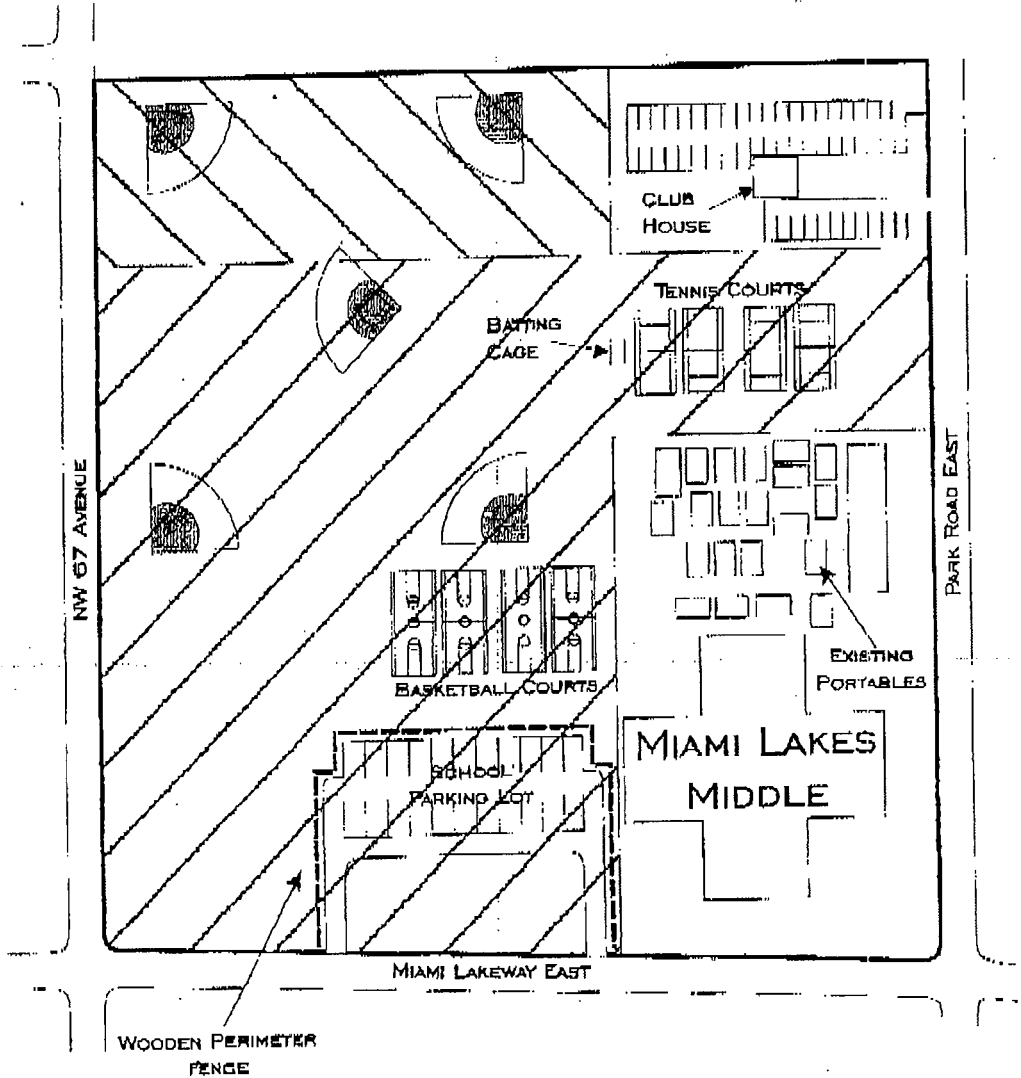 CLUB
HOUSE
TENNIS COURTS
BATTING
CAGE
NW 67 AVENUE
PARK ROAD EAST
EXISTING
PORTABLES
BASKETBALL COURTS
MIAMI LAKES
MIDDLE
SCHOOL
PARKING LOT
MIAMI LAKEWAY EAST
WOODEN PERIMETER
FENCE